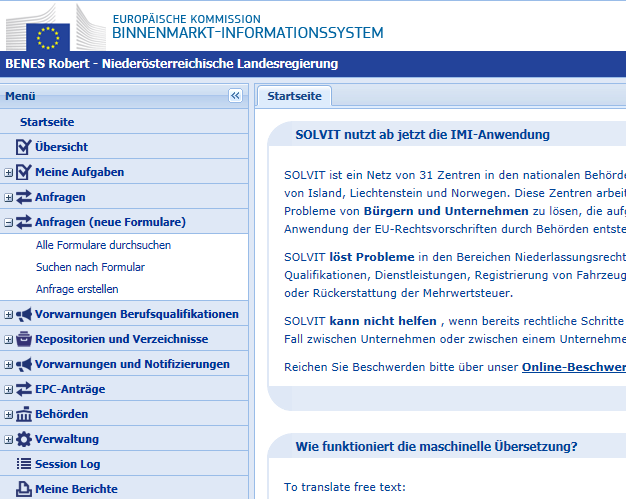 EUROPÄISCHE KOMMISSION
BINNENMARKT-INFORMATIONSSYSTEM
BENES Robert - Niederösterreichische Landesregierung
Menü
Startseite
Übersicht
Meine Aufgaben
Anfragen
Anfragen (neue Formulare)
Alle Formulare durchsuchen
Suchen nach Formular
Anfrage erstellen
Vorwarnungen Berufsqualifikationen
Repositorien und Verzeichnisse
Vorwarnungen und Notifizierungen
EPC-Anträge
Behörden
Verwaltung
Session Log
Meine Berichte
Startseite
SOLVIT nutzt ab jetzt die IMI-Anwendung
SOLVIT ist ein Netz von 31 Zentren in den nationalen Behörde
von Island, Liechtenstein und Norwegen. Diese Zentren arbeit
Probleme von Bürgern und Unternehmen zu lösen, die aufg
Anwendung der EU-Rechtsvorschriften durch Behörden entste
SOLVIT löst Probleme in den Bereichen Niederlassungsrecht
Qualifikationen, Dienstleistungen, Registrierung von Fahrzeug
oder Rückerstattung der Mehrwertsteuer.
SOLVIT kann nicht helfen , wenn bereits rechtliche Schritte
Fall zwischen Unternehmen oder zwischen einem Unternehme
Reichen Sie Beschwerden bitte über unser Online-Beschwer
Wie funktioniert die maschinelle Übersetzung?
To translate free text: